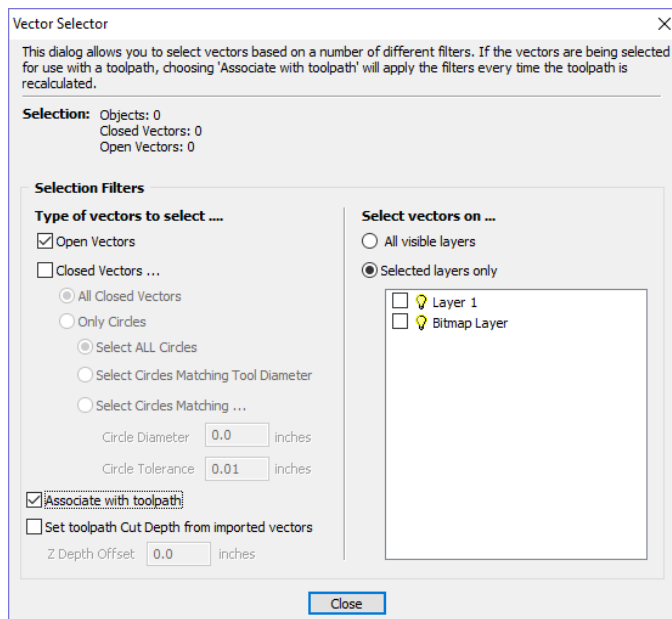 Vector Selector
This dialog allows you to select vectors based on a number of different filters. If the vectors are being selected
for use with a toolpath, choosing 'Associate with toolpath' will apply the filters every time the toolpath is
recalculated.
Selection: Objects: 0
Closed Vectors: 0
Open Vectors: 0
Selection Filters
Type of vectors to select ....
Open Vectors
Closed Vectors ...
All Closed Vectors
Only Circles
Select ALL Circles
Select Circles Matching Tool Diameter
Select Circles Matching ...
Circle Diameter 0.0 inches
Circle Tolerance 0.01 inches
Associate with toolpath
Set toolpath Cut Depth from imported vectors
Z Depth Offset 0.0 inches
Select vectors on ...
All visible layers
Selected layers only
Layer 1
Bitmap Layer
Close